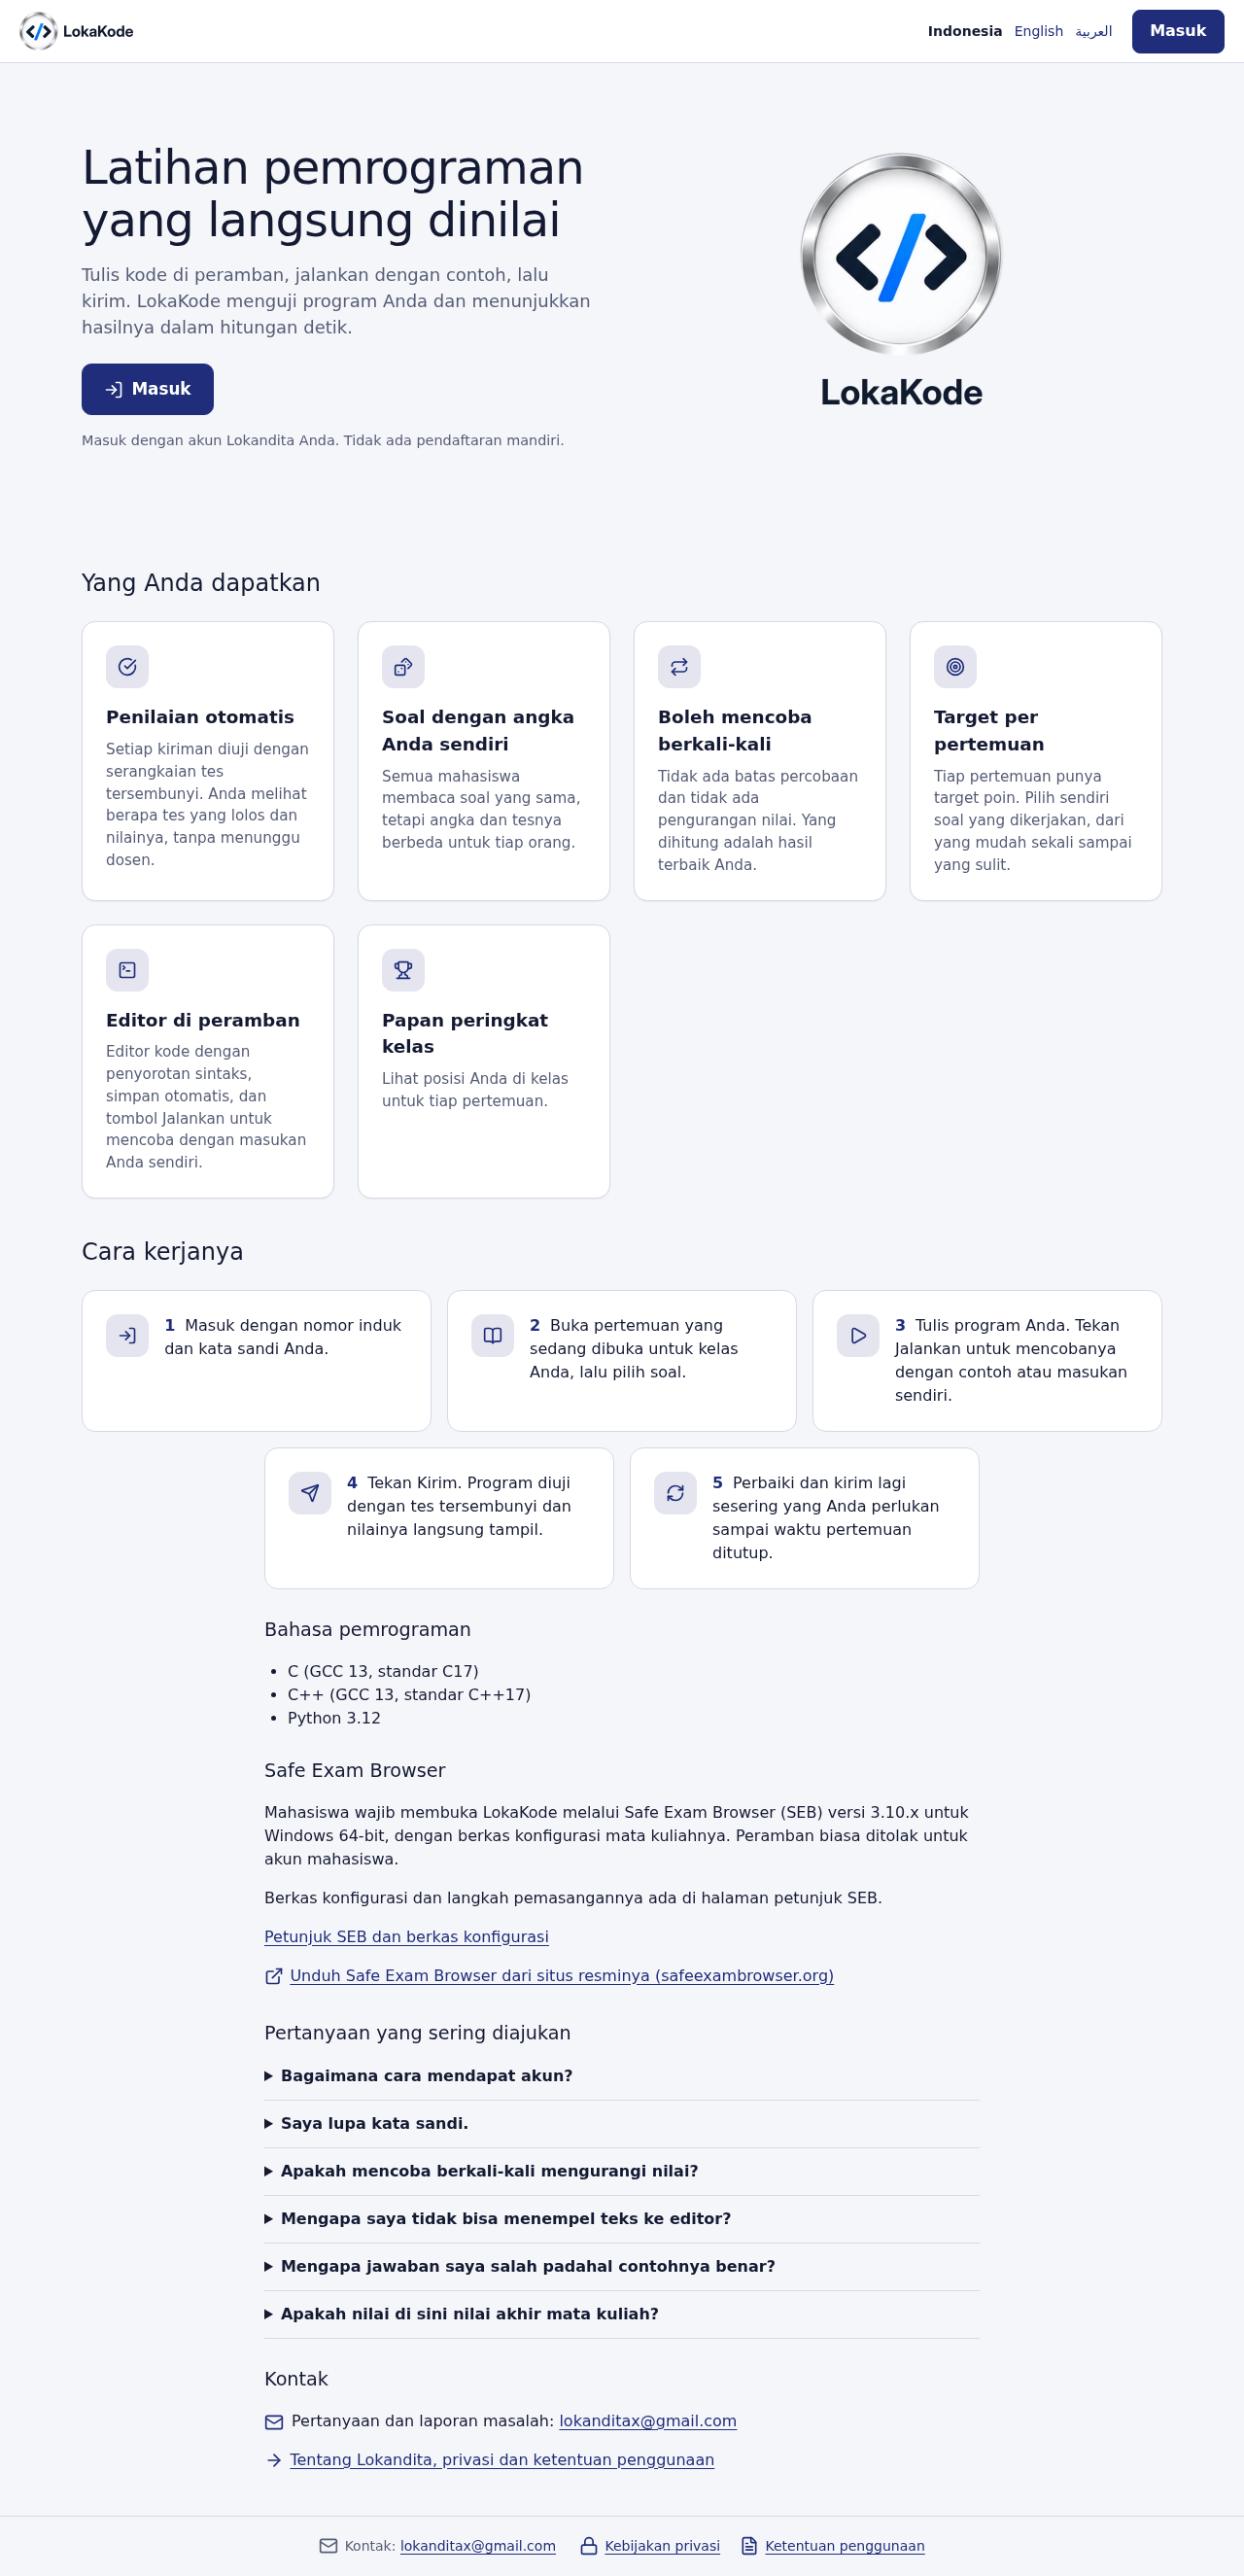 LokaKode
Indonesia English العربية Masuk
Latihan pemrograman
yang langsung dinilai
Tulis kode di peramban, jalankan dengan contoh, lalu
kirim. LokaKode menguji program Anda dan menunjukkan
hasilnya dalam hitungan detik.
Masuk
Masuk dengan akun Lokandita Anda. Tidak ada pendaftaran mandiri.
</>
LokaKode
Yang Anda dapatkan
Penilaian otomatis
Setiap kiriman diuji dengan
serangkaian tes
tersembunyi. Anda melihat
berapa tes yang lolos dan
nilainya, tanpa menunggu
dosen.
Soal dengan angka
Anda sendiri
Semua mahasiswa
membaca soal yang sama,
tetapi angka dan tesnya
berbeda untuk tiap orang.
Boleh mencoba
berkali-kali
Tidak ada batas percobaan
dan tidak ada
pengurangan nilai. Yang
dihitung adalah hasil
terbaik Anda.
Target per
pertemuan
Tiap pertemuan punya
target poin. Pilih sendiri
soal yang dikerjakan, dari
yang mudah sekali sampai
yang sulit.
Editor di peramban
Editor kode dengan
penyorotan sintaks,
simpan otomatis, dan
tombol Jalankan untuk
mencoba dengan masukan
Anda sendiri.
Papan peringkat
kelas
Lihat posisi Anda di kelas
untuk tiap pertemuan.
Cara kerjanya
1 Masuk dengan nomor induk
dan kata sandi Anda.
2 Buka pertemuan yang
sedang dibuka untuk kelas
Anda, lalu pilih soal.
3 Tulis program Anda. Tekan
Jalankan untuk mencobanya
dengan contoh atau masukan
sendiri.
4 Tekan Kirim. Program diuji
dengan tes tersembunyi dan
nilainya langsung tampil.
5 Perbaiki dan kirim lagi
sesering yang Anda perlukan
sampai waktu pertemuan
ditutup.
Bahasa pemrograman
• C (GCC 13, standar C17)
• C++ (GCC 13, standar C++17)
• Python 3.12
Safe Exam Browser
Mahasiswa wajib membuka LokaKode melalui Safe Exam Browser (SEB) versi 3.10.x untuk
Windows 64-bit, dengan berkas konfigurasi mata kuliahnya. Peramban biasa ditolak untuk
akun mahasiswa.
Berkas konfigurasi dan langkah pemasangannya ada di halaman petunjuk SEB.
Petunjuk SEB dan berkas konfigurasi
Unduh Safe Exam Browser dari situs resminya (safeexambrowser.org)
Pertanyaan yang sering diajukan
Bagaimana cara mendapat akun?
Saya lupa kata sandi.
Apakah mencoba berkali-kali mengurangi nilai?
Mengapa saya tidak bisa menempel teks ke editor?
Mengapa jawaban saya salah padahal contohnya benar?
Apakah nilai di sini nilai akhir mata kuliah?
Kontak
Pertanyaan dan laporan masalah: lokanditax@gmail.com
Tentang Lokandita, privasi dan ketentuan penggunaan
Kontak: lokanditax@gmail.com Kebijakan privasi Ketentuan penggunaan